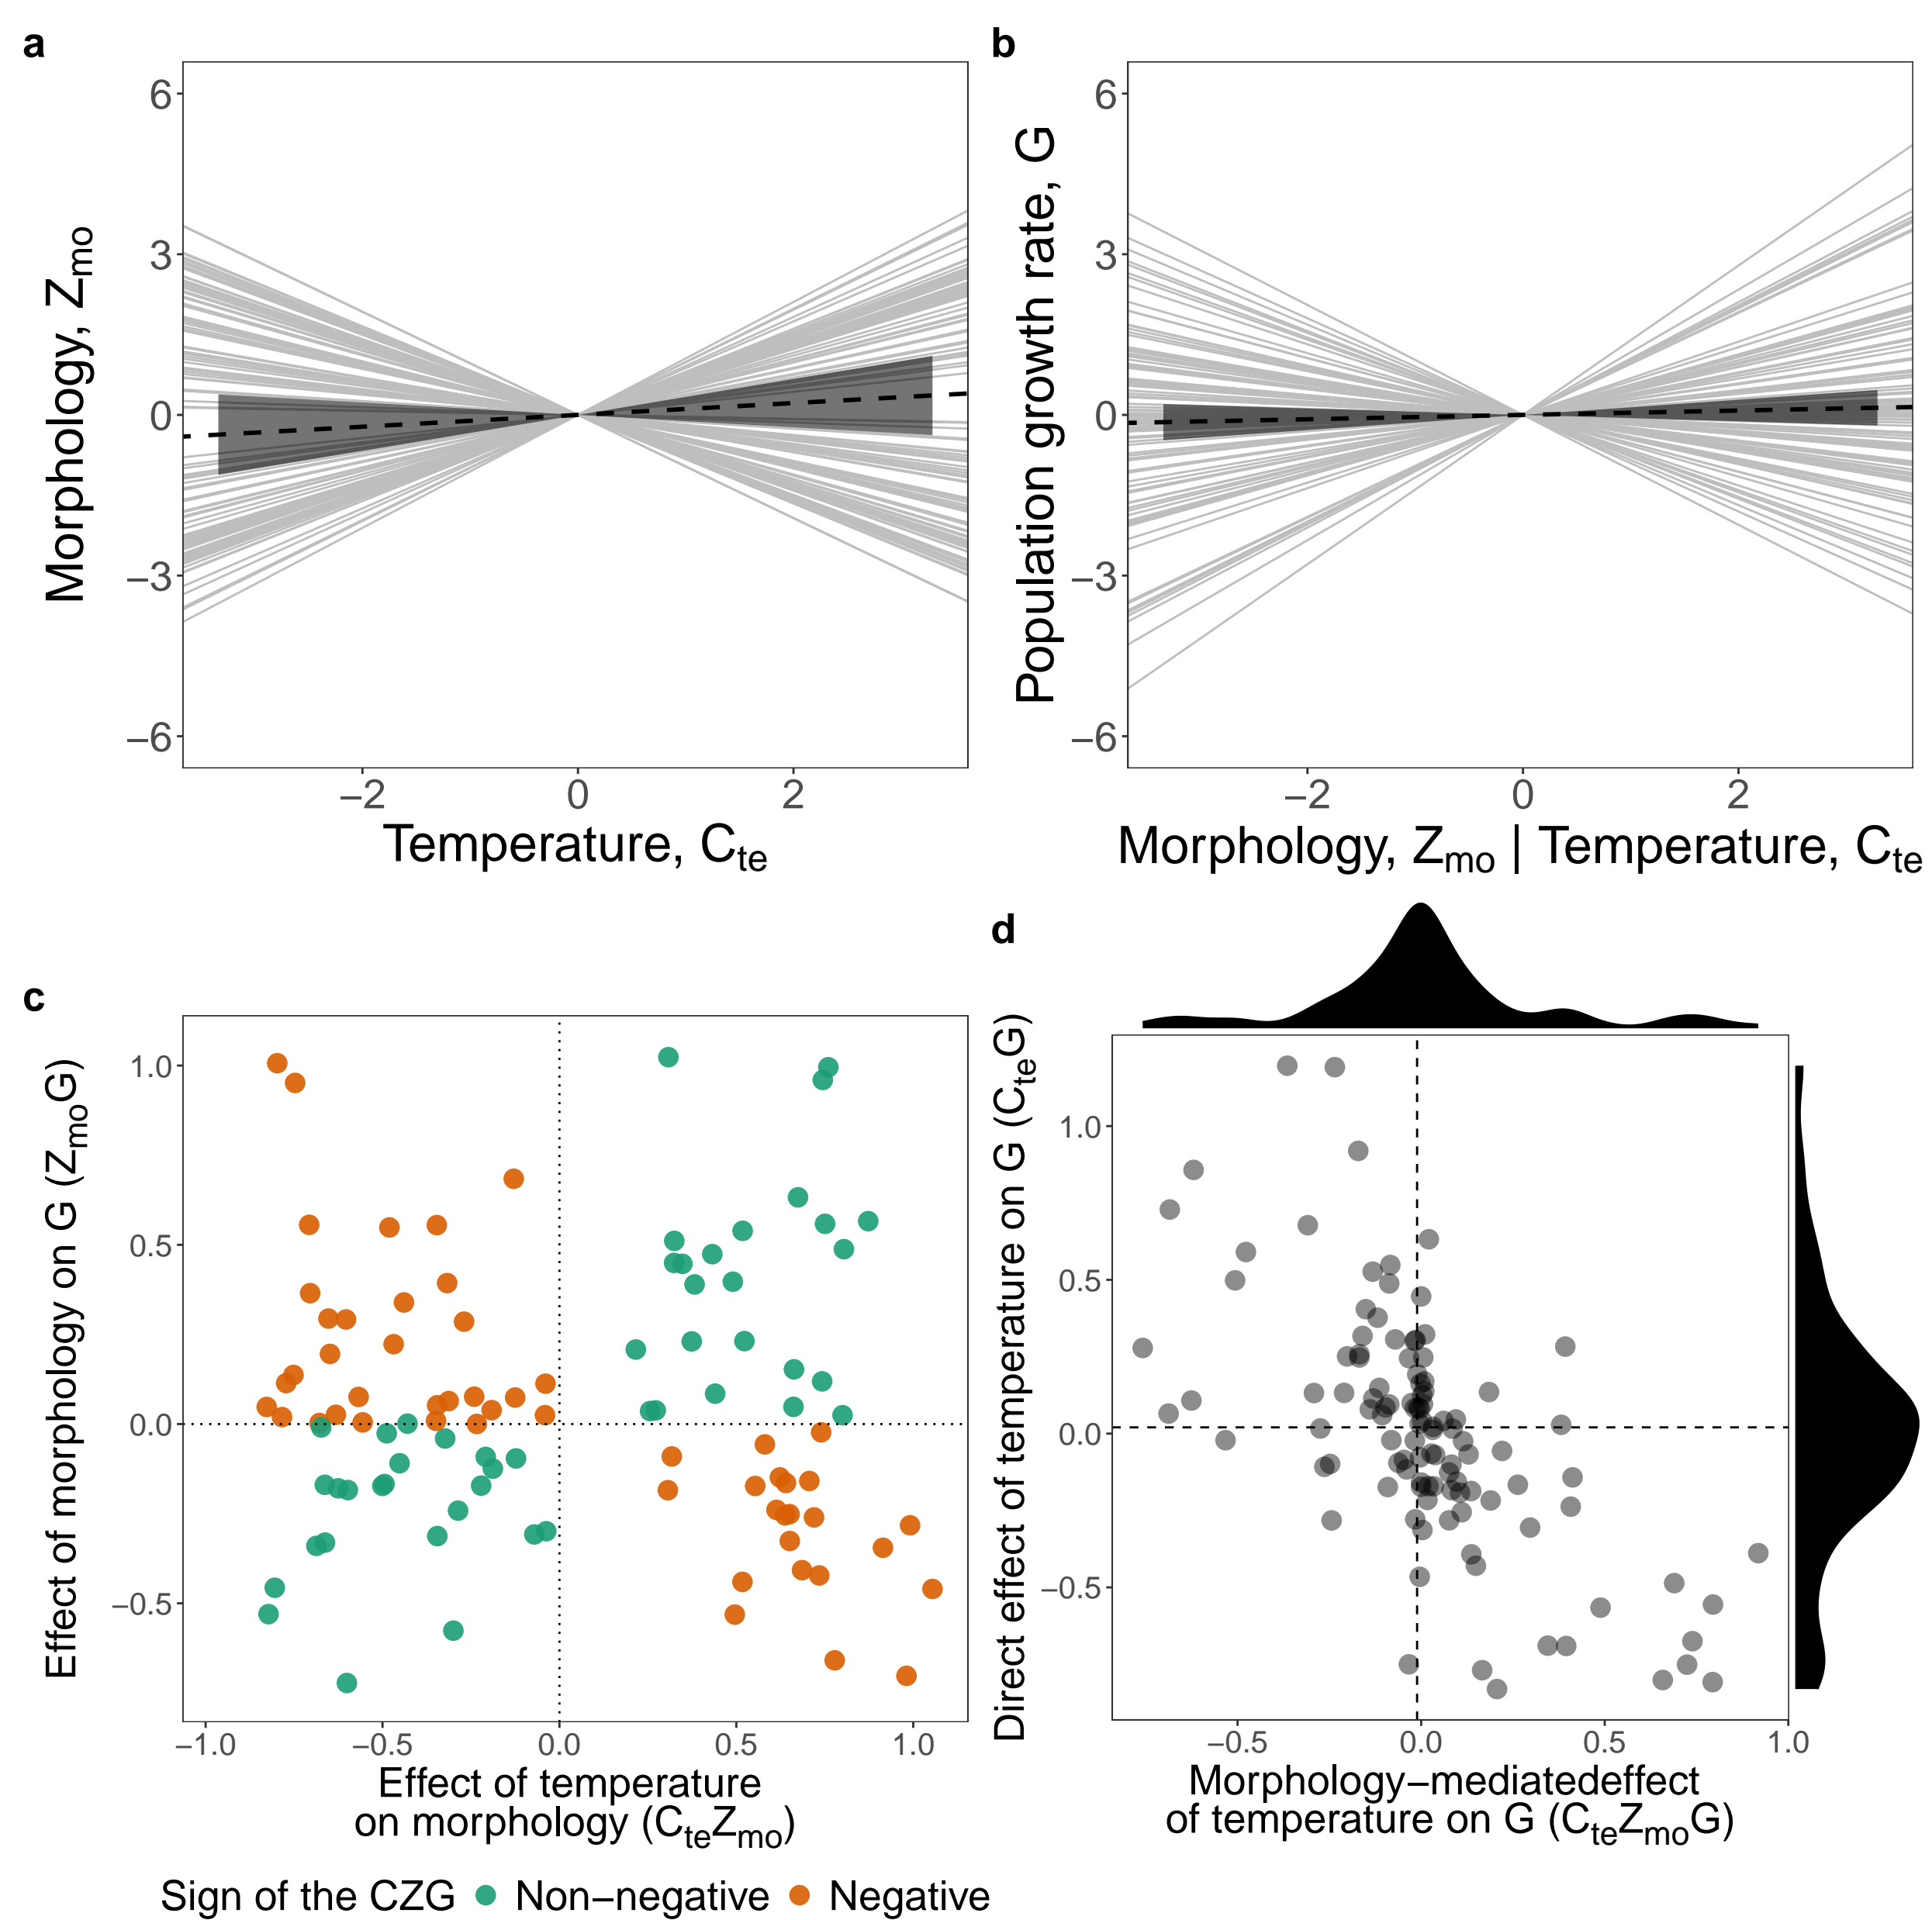 a
6
3
0
−3
−6
Morphology, Zmo
−2 0 2
Temperature, Cte
b
6
3
0
−3
−6
Population growth rate, G
−2 0 2
Morphology, Zmo | Temperature, Cte
c
1.0
0.5
0.0
−0.5
Effect of morphology on G (ZmoG)
−1.0 −0.5 0.0 0.5 1.0
Effect of temperature
on morphology (CteZmo)
Sign of the CZG Non−negative Negative
d
1.0
0.5
0.0
−0.5
Direct effect of temperature on G (CteG)
−0.5 0.0 0.5 1.0
Morphology−mediatedeffect
of temperature on G (CteZmoG)